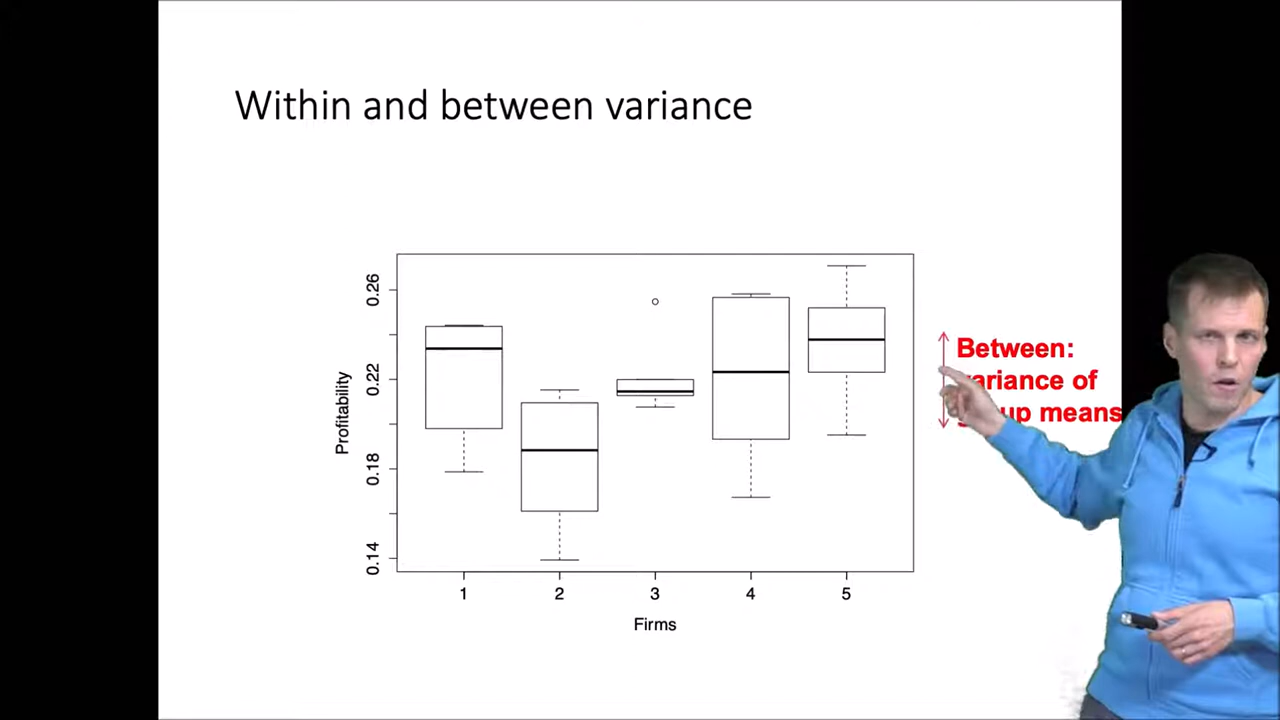 Within and between variance
0.26
0.22
0.18
0.14
Profitability
1 2 3 4 5
Firms
Between:
variance of
group means